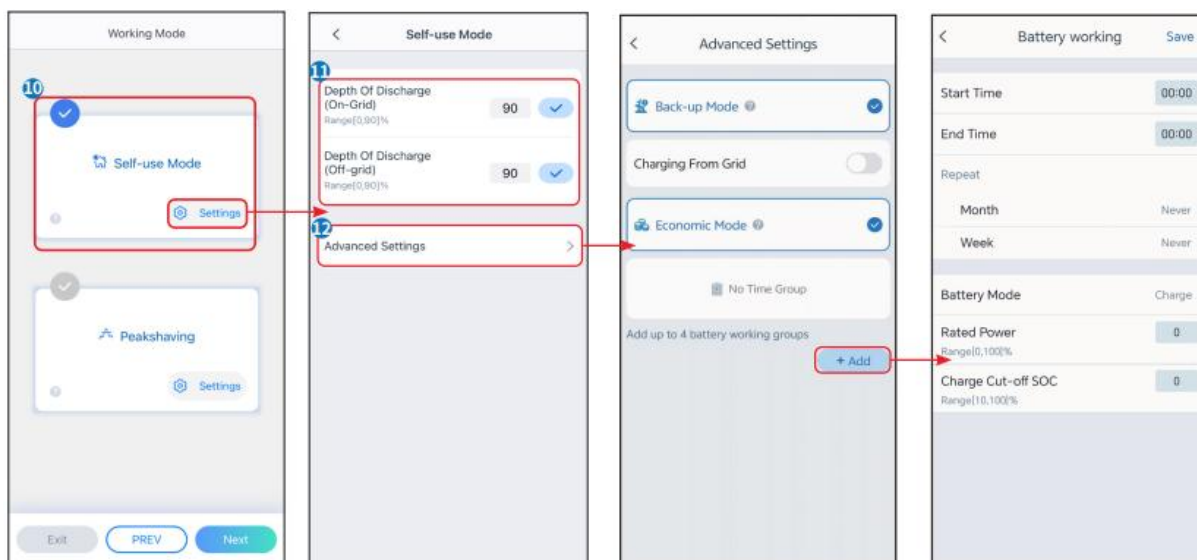 Working Mode
10
Self-use Mode
Settings
Peakshaving
Settings
Exit
PREV
Next
Self-use Mode
11
Depth Of Discharge
(On-Grid)
90
Range[0,90]%
Depth Of Discharge
(Off-grid)
90
Range[0,90]%
12
Advanced Settings
Advanced Settings
Back-up Mode
Charging From Grid
Economic Mode
No Time Group
Add up to 4 battery working groups
+ Add
Battery working
Save
Start Time
00:00
End Time
00:00
Repeat
Month
Never
Week
Never
Battery Mode
Charge
Rated Power
0
Range[0,100]%
Charge Cut-off SOC
0
Range[10,100]%